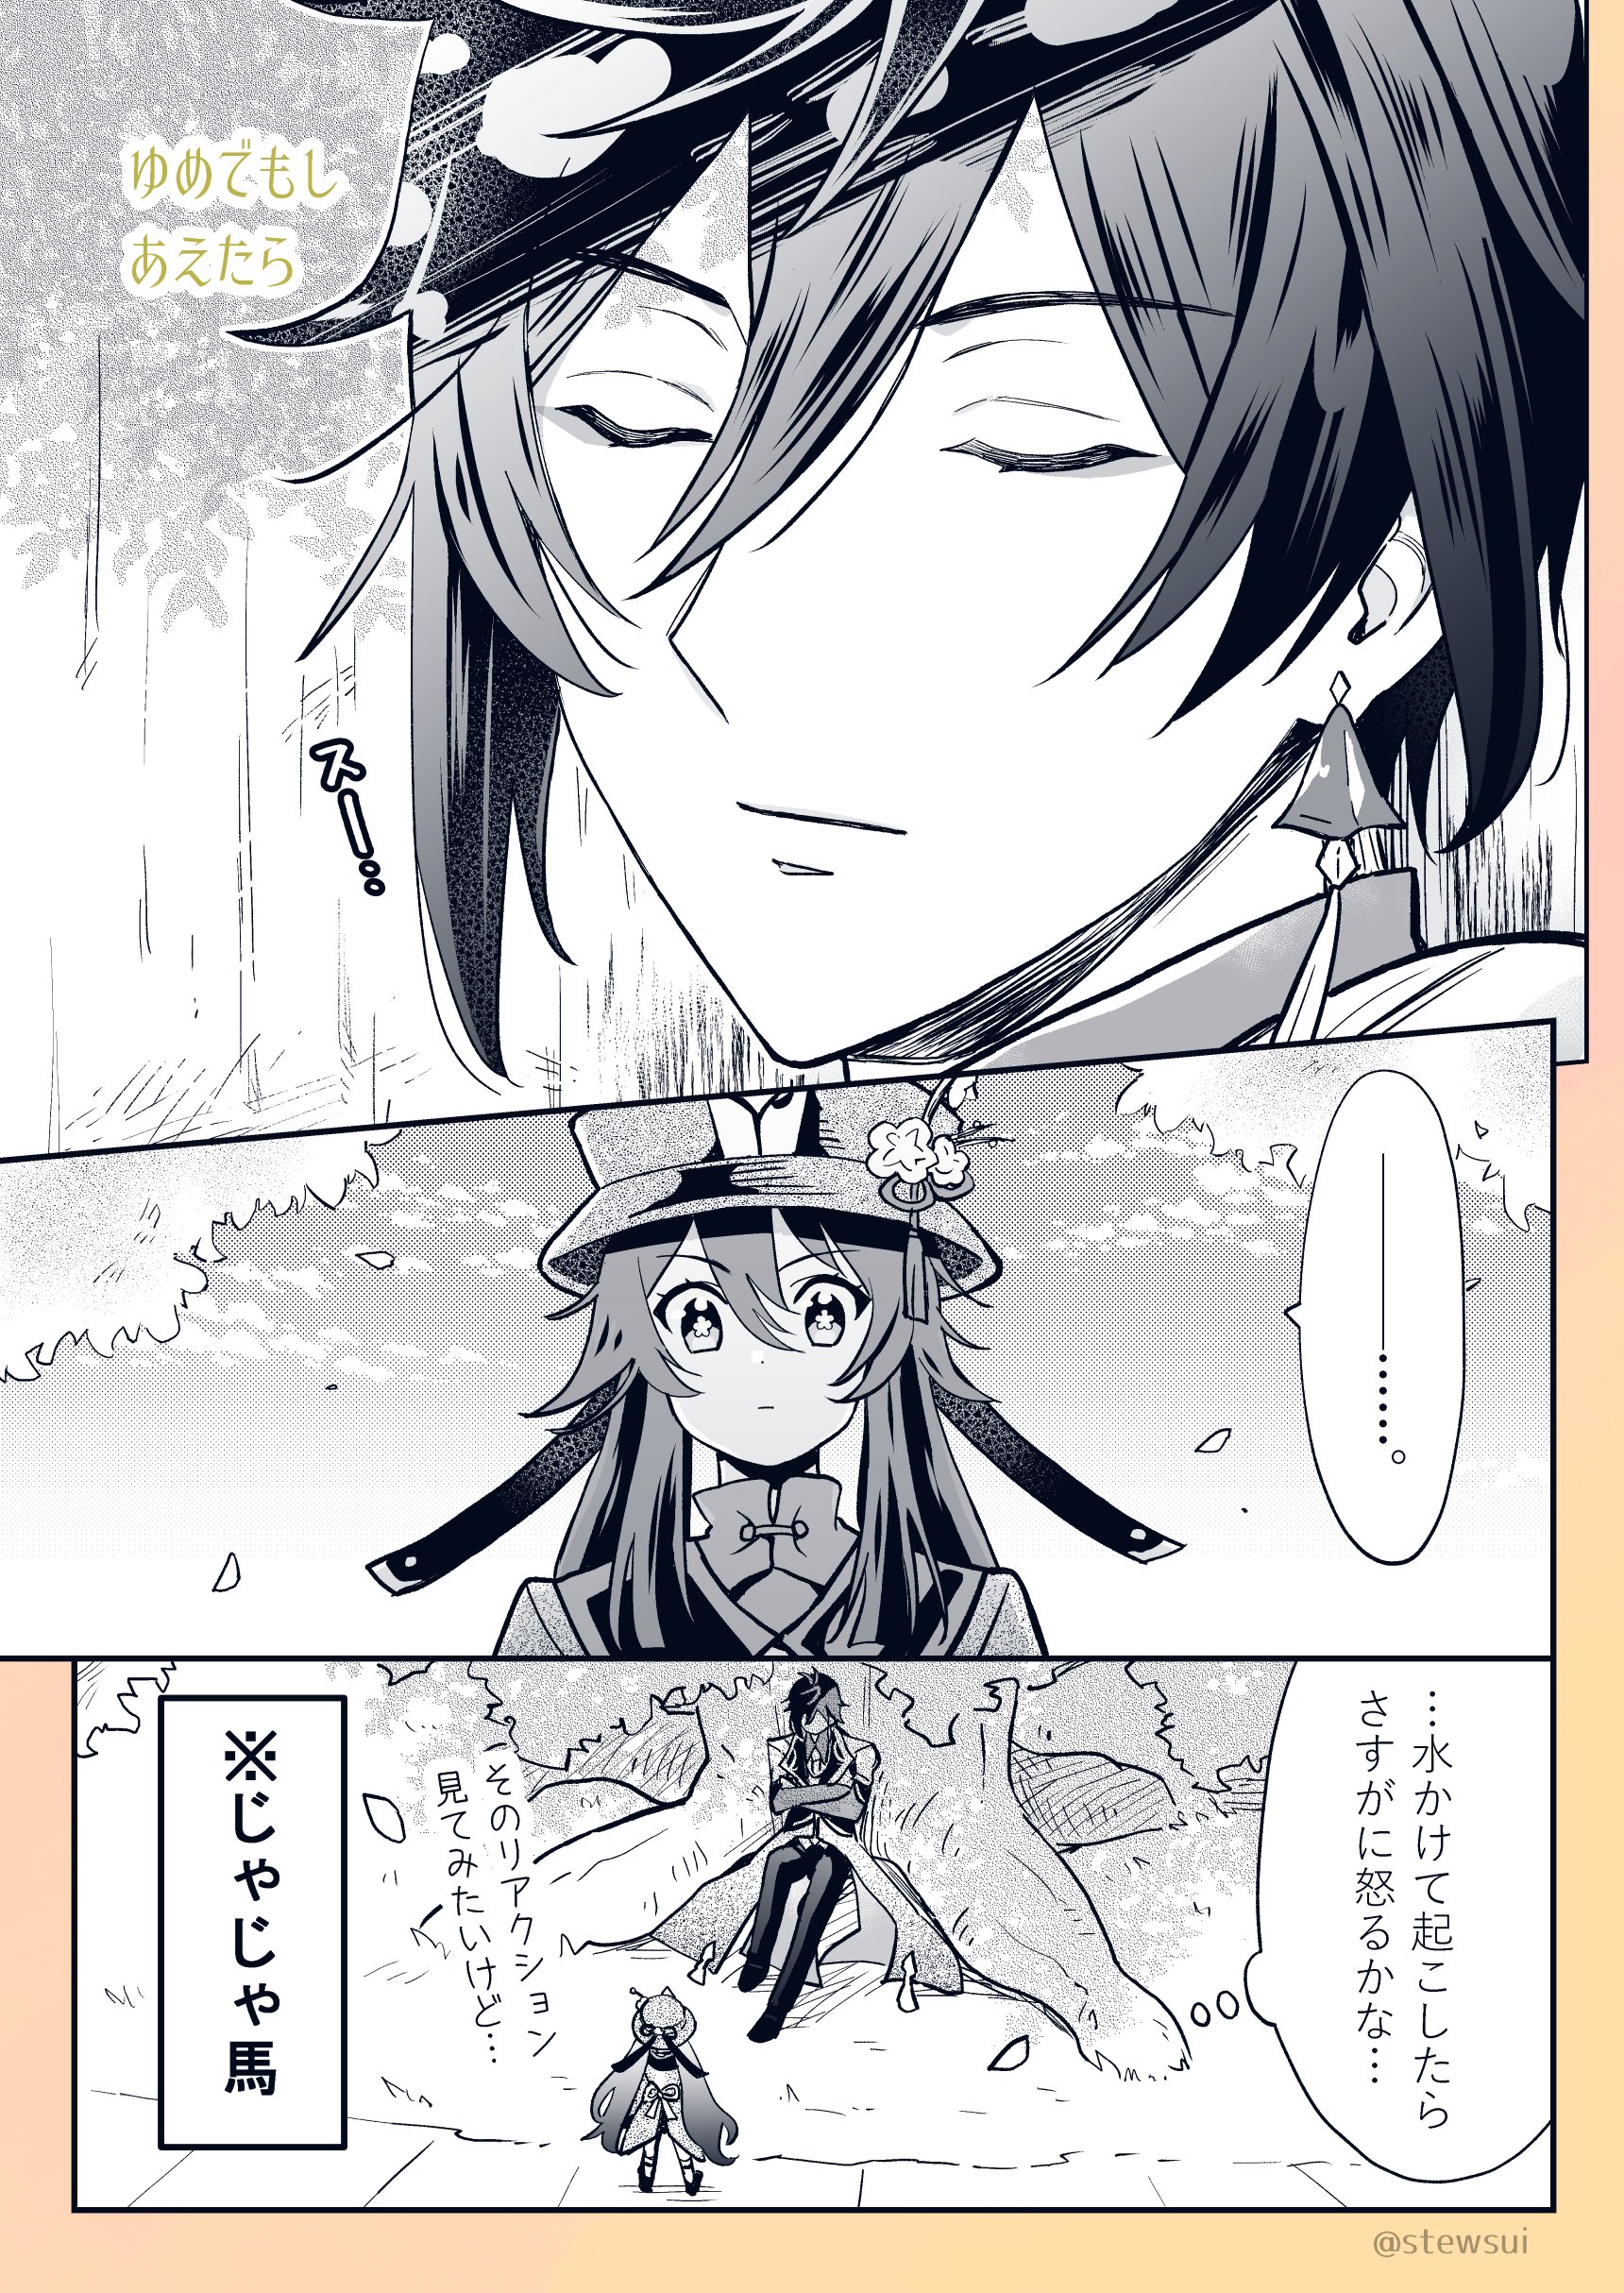 ゆめでもし
あえたら
スー…
――――……。
…水かけて起こしたら
さすがに怒るかな…
そのリアクション
見てみたいけど…
※じゃじゃ馬
@stewsui